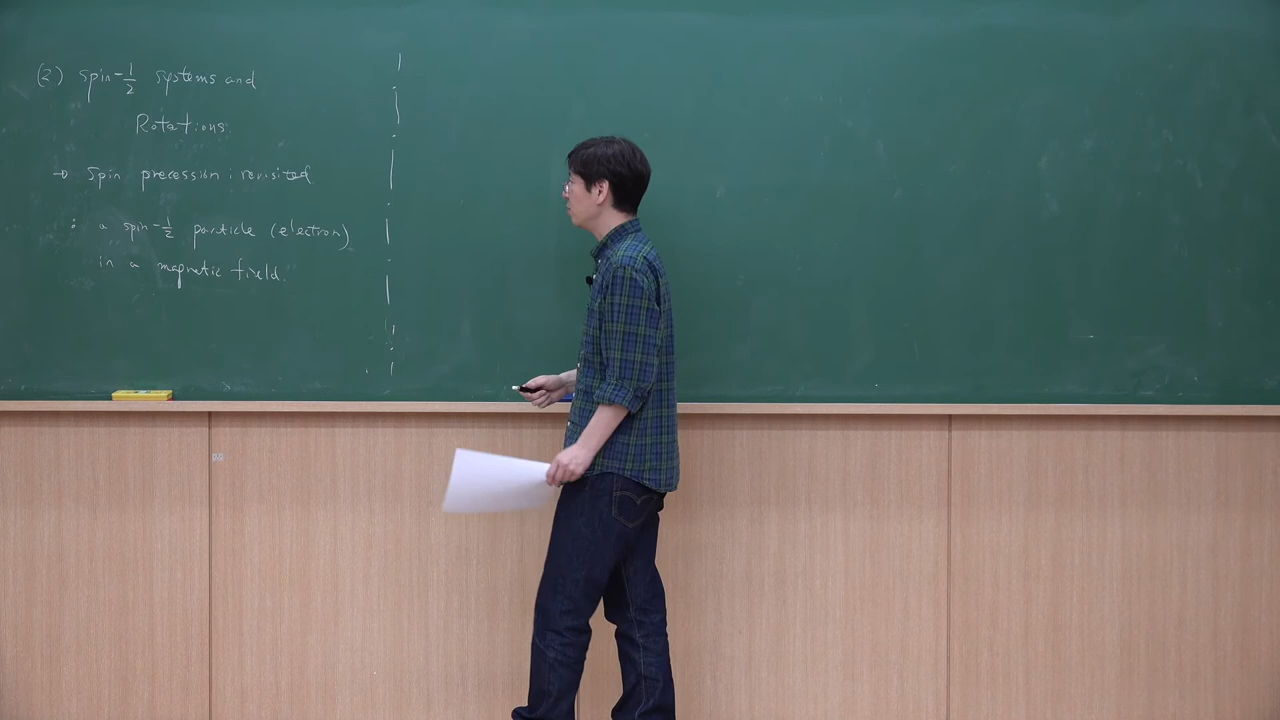 (2) Spin-1/2 systems and
Rotations.
→ Spin precession : revisited
: a spin-1/2 particle (electron)
in a magnetic field.